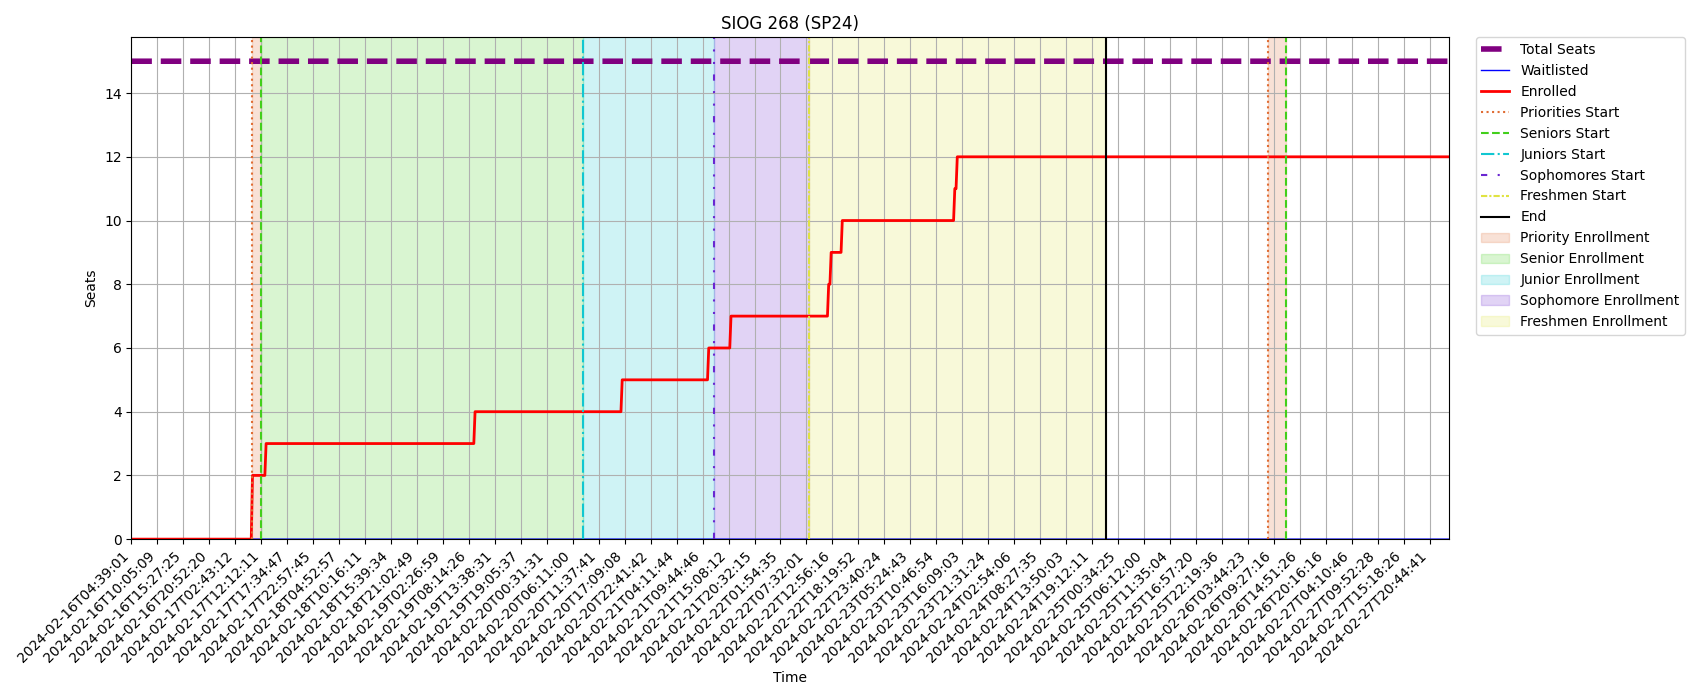 SIOG 268 (SP24)
Total Seats
Waitlisted
Enrolled
Priorities Start
Seniors Start
Juniors Start
Sophomores Start
Freshmen Start
End
Priority Enrollment
Senior Enrollment
Junior Enrollment
Sophomore Enrollment
Freshmen Enrollment
Seats
14
12
10
8
6
4
2
0
2024-02-16T04:39:01
2024-02-16T10:05:09
2024-02-16T15:27:25
2024-02-16T20:52:20
2024-02-17T02:43:12
2024-02-17T12:12:11
2024-02-17T17:34:47
2024-02-17T22:57:45
2024-02-18T04:52:57
2024-02-18T10:16:11
2024-02-18T15:39:34
2024-02-18T21:02:49
2024-02-19T02:26:59
2024-02-19T08:14:26
2024-02-19T13:38:31
2024-02-19T19:05:37
2024-02-20T00:31:31
2024-02-20T06:11:00
2024-02-20T11:37:41
2024-02-20T17:09:08
2024-02-20T22:41:42
2024-02-21T04:11:44
2024-02-21T09:44:46
2024-02-21T15:08:12
2024-02-21T20:32:15
2024-02-22T01:54:35
2024-02-22T07:32:01
2024-02-22T12:56:16
2024-02-22T18:19:52
2024-02-22T23:40:24
2024-02-23T05:24:43
2024-02-23T10:46:54
2024-02-23T16:09:03
2024-02-23T21:31:24
2024-02-24T02:54:06
2024-02-24T08:27:35
2024-02-24T13:50:03
2024-02-24T19:12:11
2024-02-25T00:34:25
2024-02-25T06:12:00
2024-02-25T11:35:04
2024-02-25T16:57:20
2024-02-25T22:19:36
2024-02-26T03:44:23
2024-02-26T09:27:16
2024-02-26T14:51:26
2024-02-26T20:16:16
2024-02-27T04:10:46
2024-02-27T09:52:28
2024-02-27T15:18:26
2024-02-27T20:44:41
Time